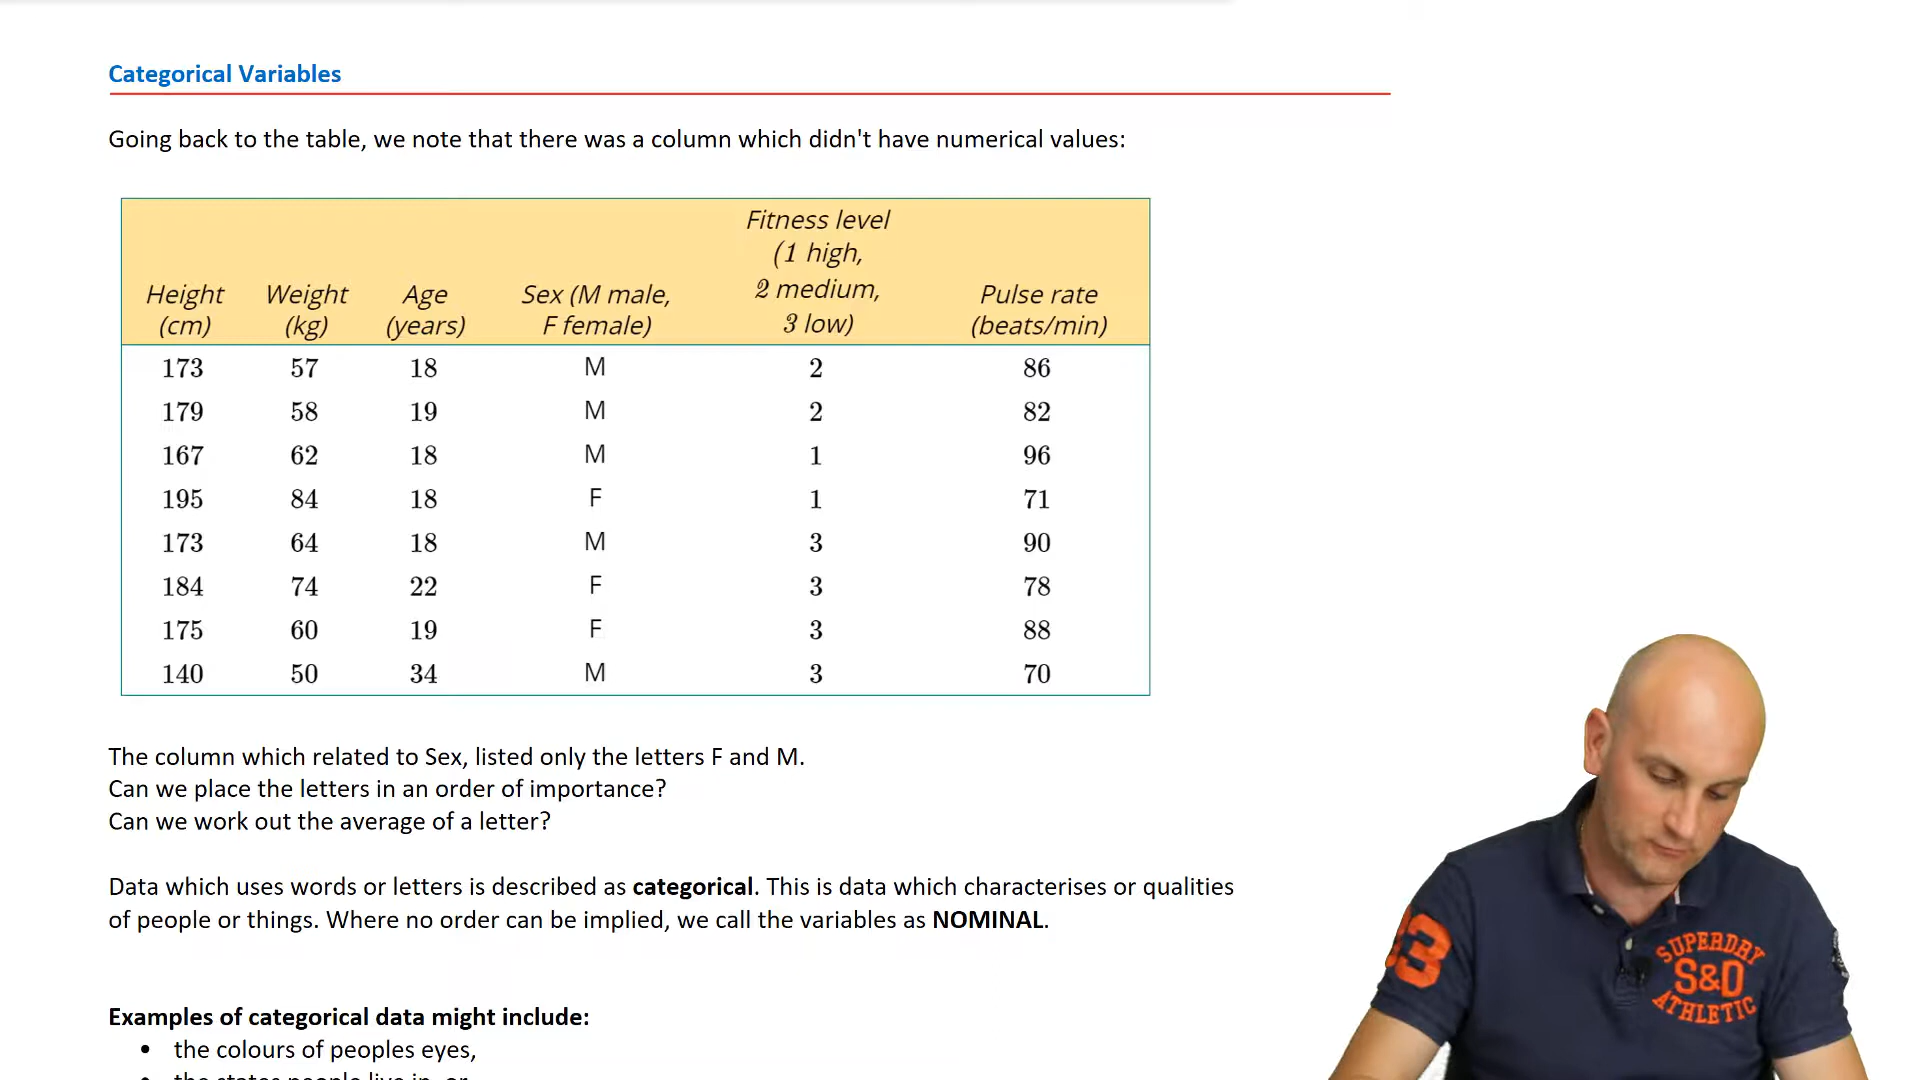 Categorical Variables
Going back to the table, we note that there was a column which didn't have numerical values:
Height (cm) Weight (kg) Age (years) Sex (M male, F female) Fitness level (1 high, 2 medium, 3 low) Pulse rate (beats/min)
173 57 18 M 2 86
179 58 19 M 2 82
167 62 18 M 1 96
195 84 18 F 1 71
173 64 18 M 3 90
184 74 22 F 3 78
175 60 19 F 3 88
140 50 34 M 3 70
The column which related to Sex, listed only the letters F and M.
Can we place the letters in an order of importance?
Can we work out the average of a letter?
Data which uses words or letters is described as categorical. This is data which characterises or qualities
of people or things. Where no order can be implied, we call the variables as NOMINAL.
Examples of categorical data might include:
• the colours of peoples eyes,
• the states people live in, or
SUPERDRY
S&D
ATHLETIC